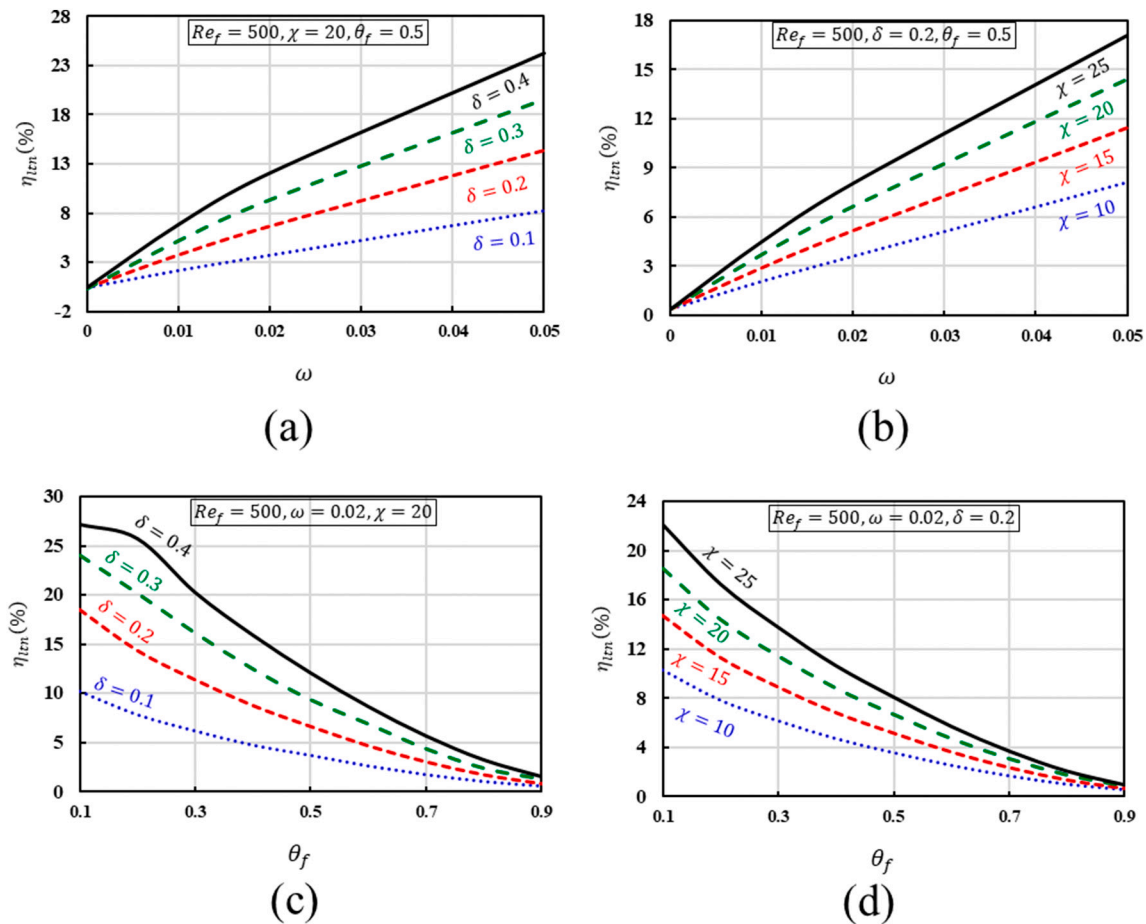 Re_f = 500, χ = 20, θ_f = 0.5
28
23
18
13
8
3
-2
η_ltn(%)
δ = 0.4
δ = 0.3
δ = 0.2
δ = 0.1
0 0.01 0.02 0.03 0.04 0.05
ω
(a)
Re_f = 500, δ = 0.2, θ_f = 0.5
18
15
12
9
6
3
0
η_ltn(%)
χ = 25
χ = 20
χ = 15
χ = 10
0 0.01 0.02 0.03 0.04 0.05
ω
(b)
Re_f = 500, ω = 0.02, χ = 20
30
25
20
15
10
5
0
η_ltn(%)
δ = 0.4
δ = 0.3
δ = 0.2
δ = 0.1
0.1 0.3 0.5 0.7 0.9
θ_f
(c)
Re_f = 500, ω = 0.02, δ = 0.2
24
20
16
12
8
4
0
η_ltn(%)
χ = 25
χ = 20
χ = 15
χ = 10
0.1 0.3 0.5 0.7 0.9
θ_f
(d)